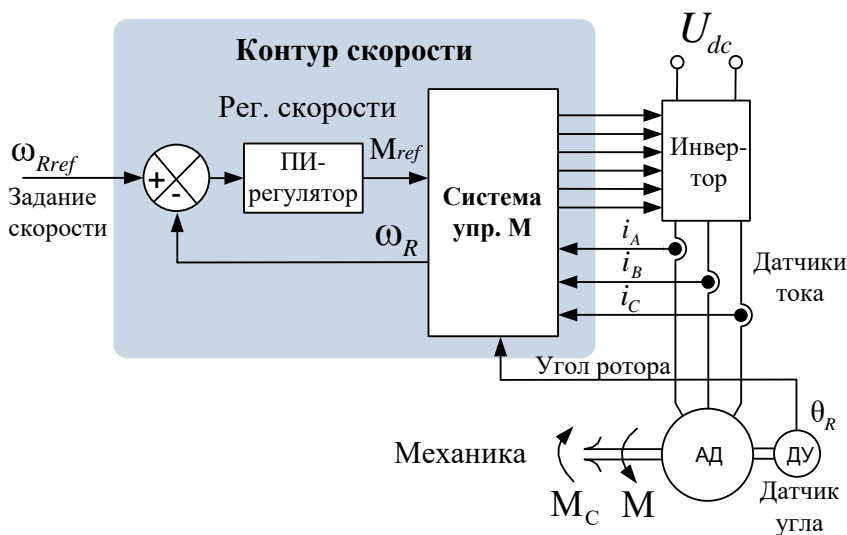 Контур скорости
U_dc
Рег. скорости
ω_Rref
Задание
скорости
+
-
ПИ-
регулятор
M_ref
Система
упр. М
Инвер-
тор
ω_R
i_A
i_B
i_C
Датчики
тока
Угол ротора
θ_R
Механика
АД
ДУ
M_C
M
Датчик
угла